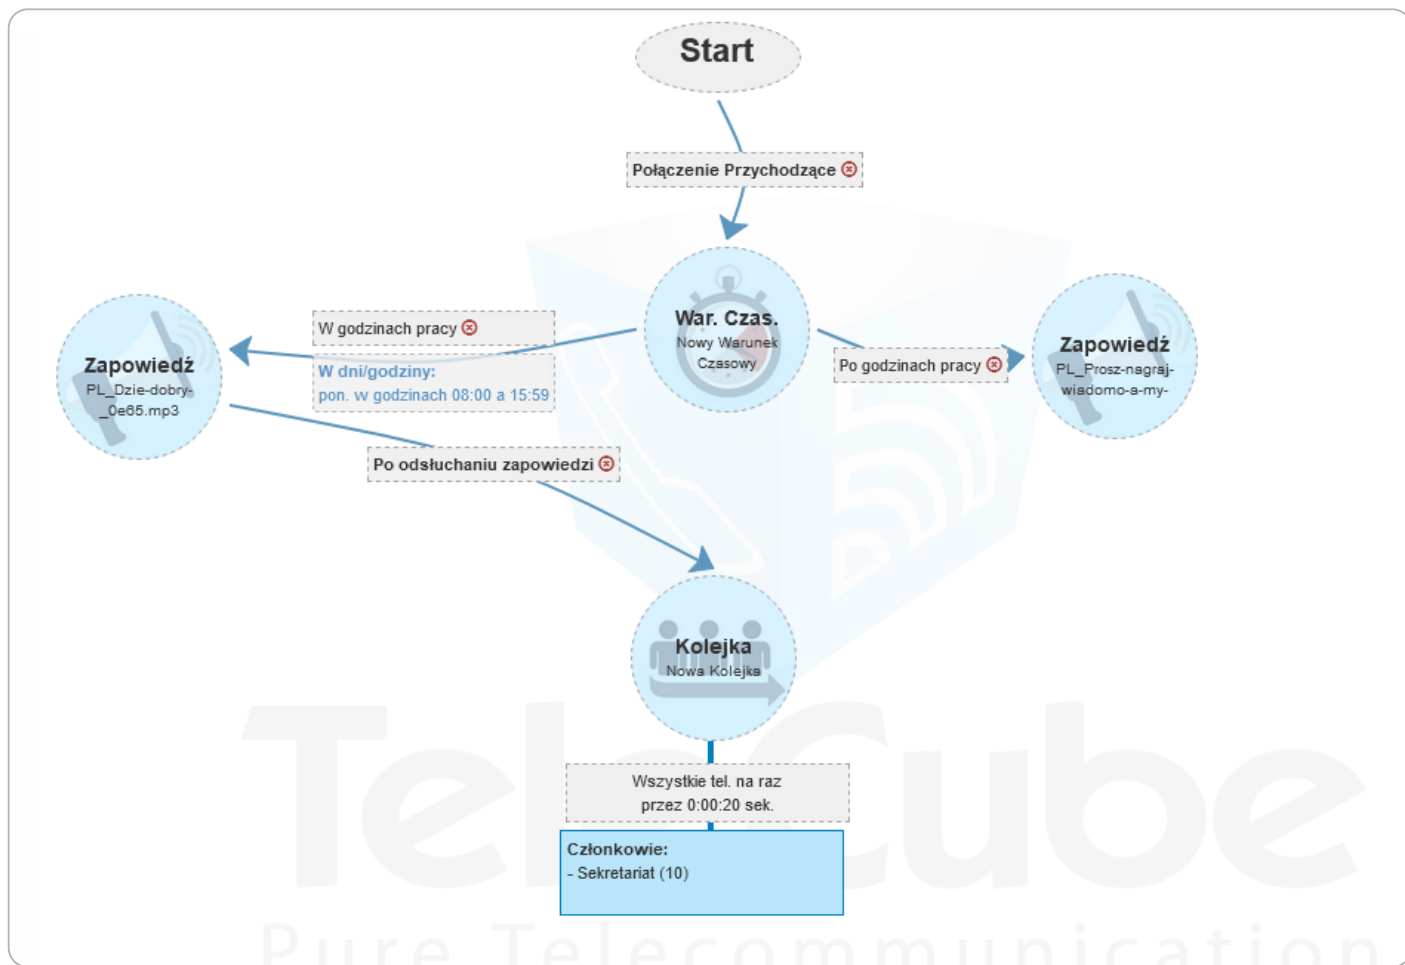 Start
Połączenie Przychodzące
War. Czas.
Nowy Warunek
Czasowy
W godzinach pracy
W dni/godziny:
pon. w godzinach 08:00 a 15:59
Zapowiedź
PL_Dzie-dobry-
_0e65.mp3
Po godzinach pracy
Zapowiedź
PL_Prosz-nagraj-
wiadomo-a-my-
Po odsłuchaniu zapowiedzi
Kolejka
Nowa Kolejka
Wszystkie tel. na raz
przez 0:00:20 sek.
Członkowie:
- Sekretariat (10)
TeleCube
Pure Telecommunication